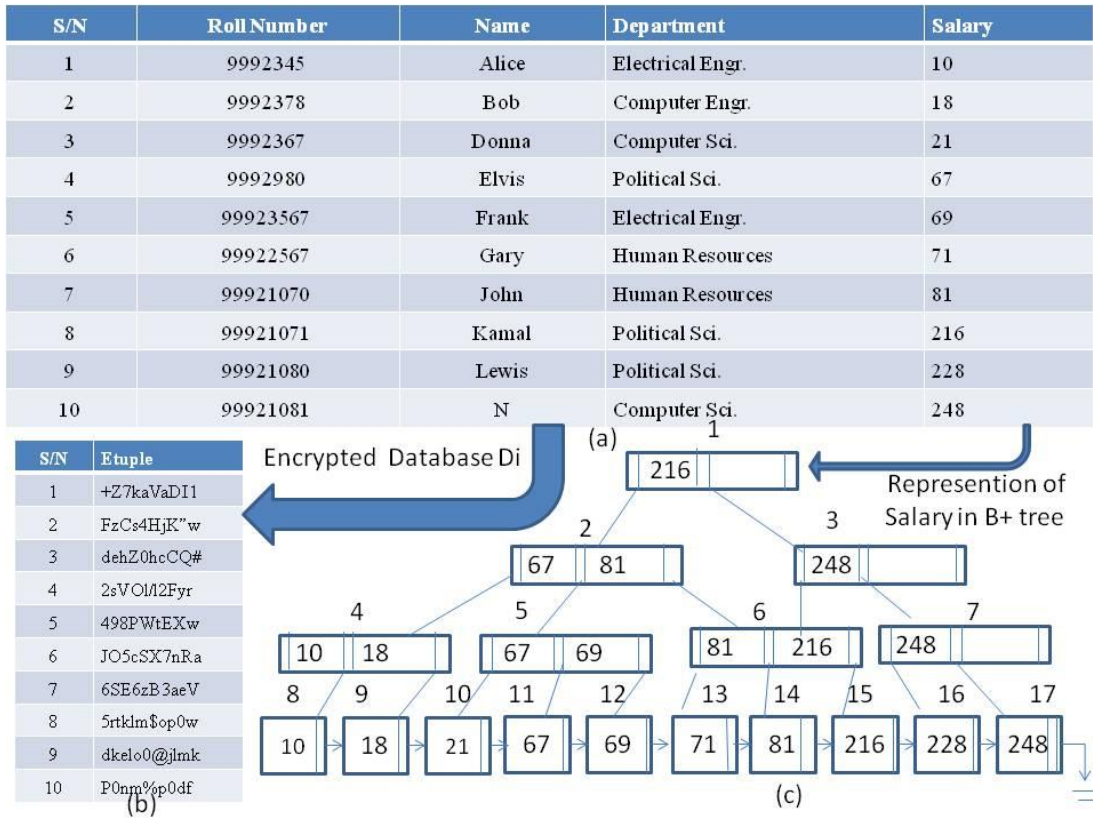 S/N Roll Number Name Department Salary
1 9992345 Alice Electrical Engr. 10
2 9992378 Bob Computer Engr. 18
3 9992367 Donna Computer Sci. 21
4 9992980 Elvis Political Sci. 67
5 99923567 Frank Electrical Engr. 69
6 99922567 Gary Human Resources 71
7 99921070 John Human Resources 81
8 99921071 Kamal Political Sci. 216
9 99921080 Lewis Political Sci. 228
10 99921081 N Computer Sci. 248
(a)
S/N Etuple
1 +Z7kaVaDI1
2 FzCs4HjK"w
3 dehZ0hcCQ#
4
5 498PWtEXw
6 JO5cSX7nRa
7 6SE6zB3aeV
8 5rtklm$op0w
9 dkelo0@jlmk
10 P0nm%p0df
(b)
Encrypted Database Di
Represention of
Salary in B+ tree
1
216
2 3
67 81 248
4 5 6 7
10 18 67 69 81 216 248
8 9 10 11 12 13 14 15 16 17
10 18 21 67 69 71 81 216 228 248
(c)